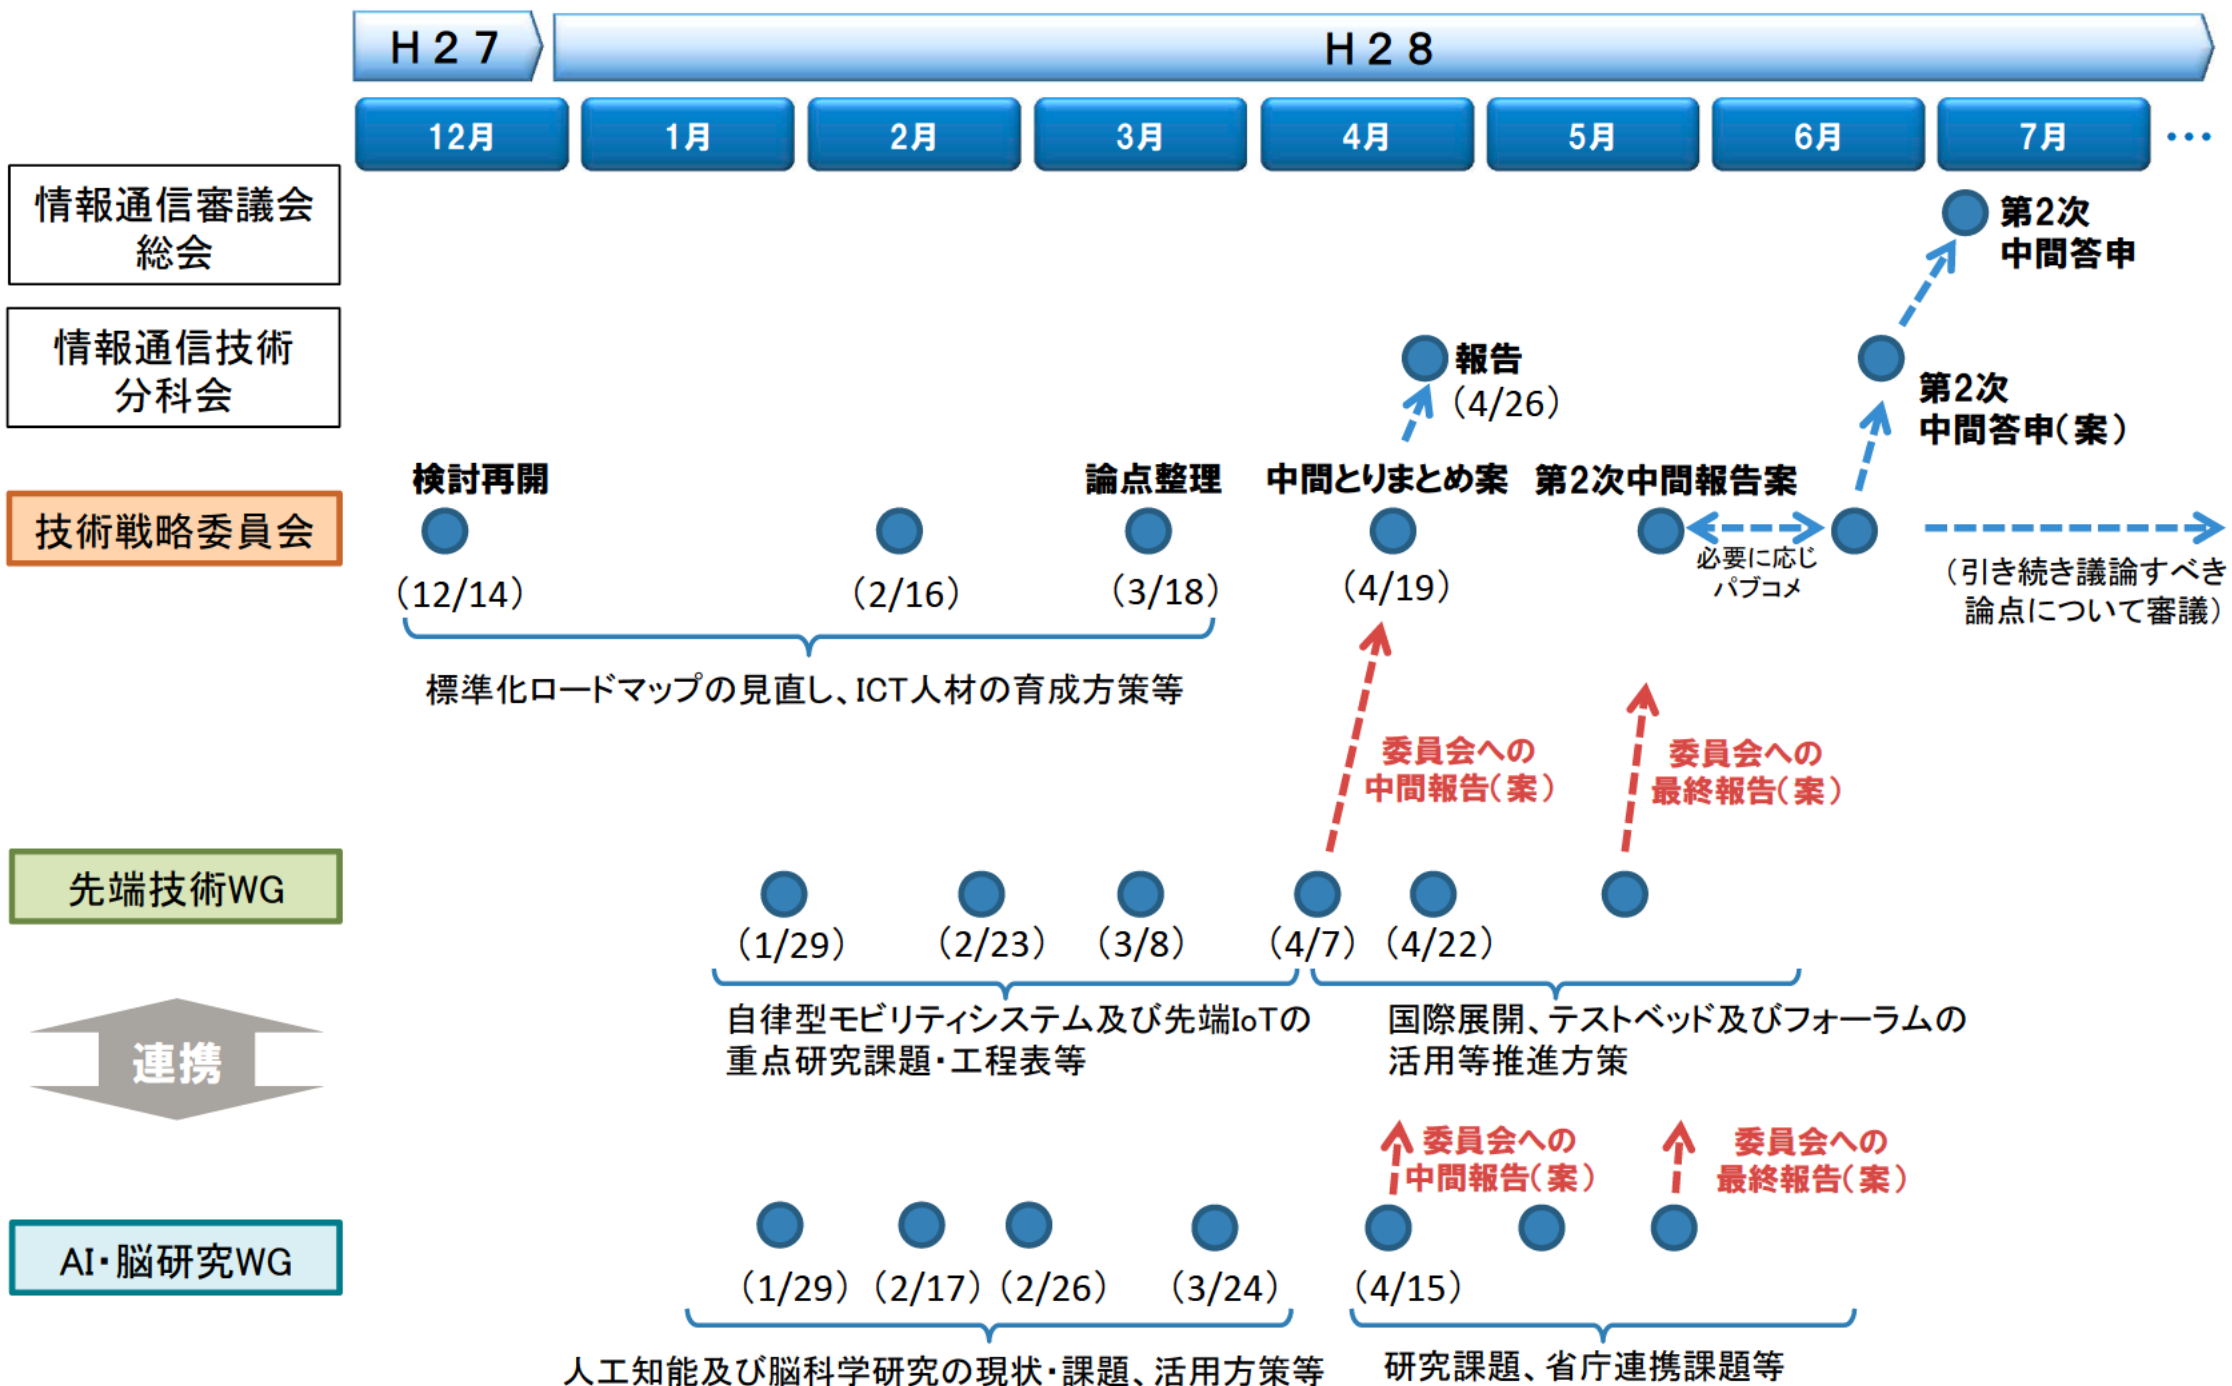 H27
H28
12月
1月
2月
3月
4月
5月
6月
7月
・・・
情報通信審議会
総会
第2次
中間答申
情報通信技術
分科会
報告
(4/26)
第2次
中間答申(案)
技術戦略委員会
検討再開
(12/14)
(2/16)
論点整理
(3/18)
中間とりまとめ案
(4/19)
第2次中間報告案
必要に応じ
パブコメ
(引き続き議論すべき
論点について審議)
標準化ロードマップの見直し、ICT人材の育成方策等
委員会への
中間報告(案)
委員会への
最終報告(案)
先端技術WG
(1/29)
(2/23)
(3/8)
(4/7)
(4/22)
自律型モビリティシステム及び先端IoTの
重点研究課題・工程表等
国際展開、テストベッド及びフォーラムの
活用等推進方策
連携
委員会への
中間報告(案)
委員会への
最終報告(案)
AI・脳研究WG
(1/29)
(2/17)
(2/26)
(3/24)
(4/15)
人工知能及び脳科学研究の現状・課題、活用方策等
研究課題、省庁連携課題等